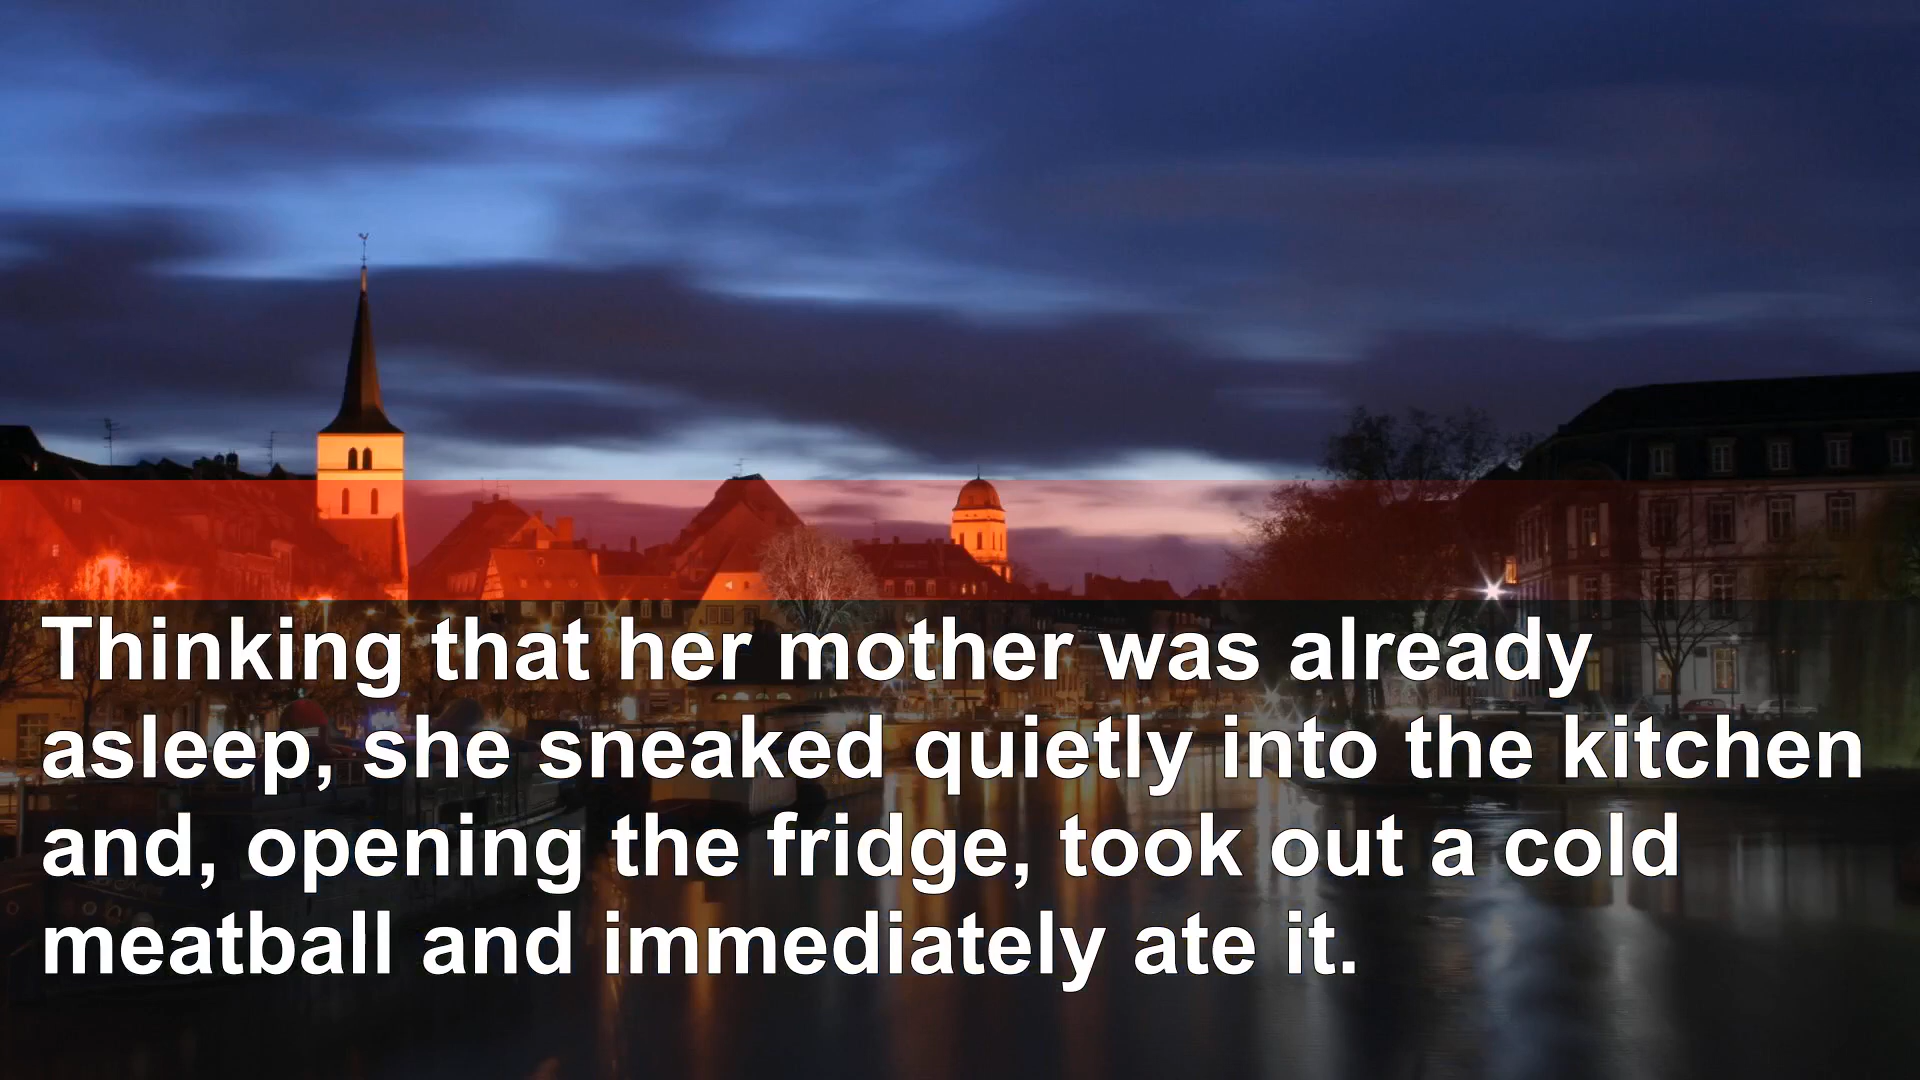 Thinking that her mother was already
asleep, she sneaked quietly into the kitchen
and, opening the fridge, took out a cold
meatball and immediately ate it.